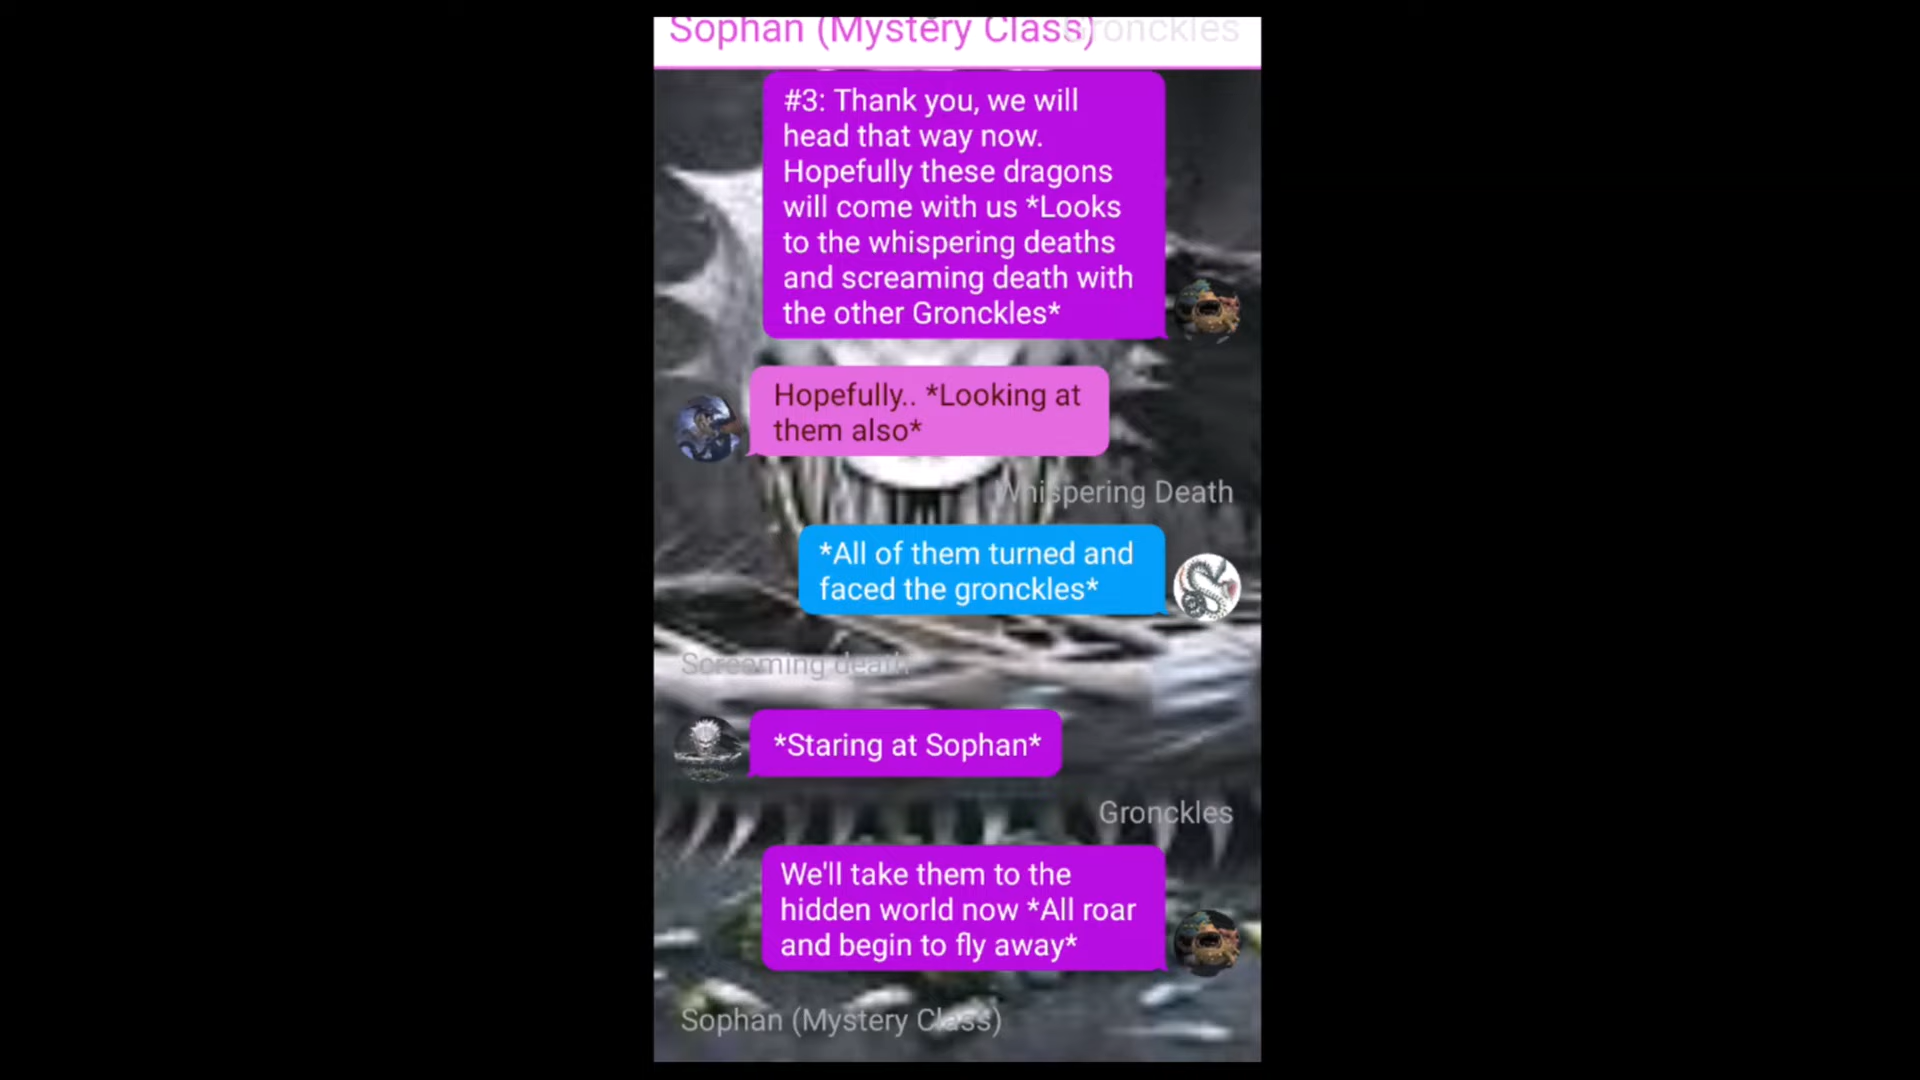 Sophan (Mystery Class)
Gronckles
#3: Thank you, we will
head that way now.
Hopefully these dragons
will come with us *Looks
to the whispering deaths
and screaming death with
the other Gronckles*
Hopefully.. *Looking at
them also*
Whispering Death
*All of them turned and
faced the gronckles*
Screaming death
*Staring at Sophan*
Gronckles
We'll take them to the
hidden world now *All roar
and begin to fly away*
Sophan (Mystery Class)